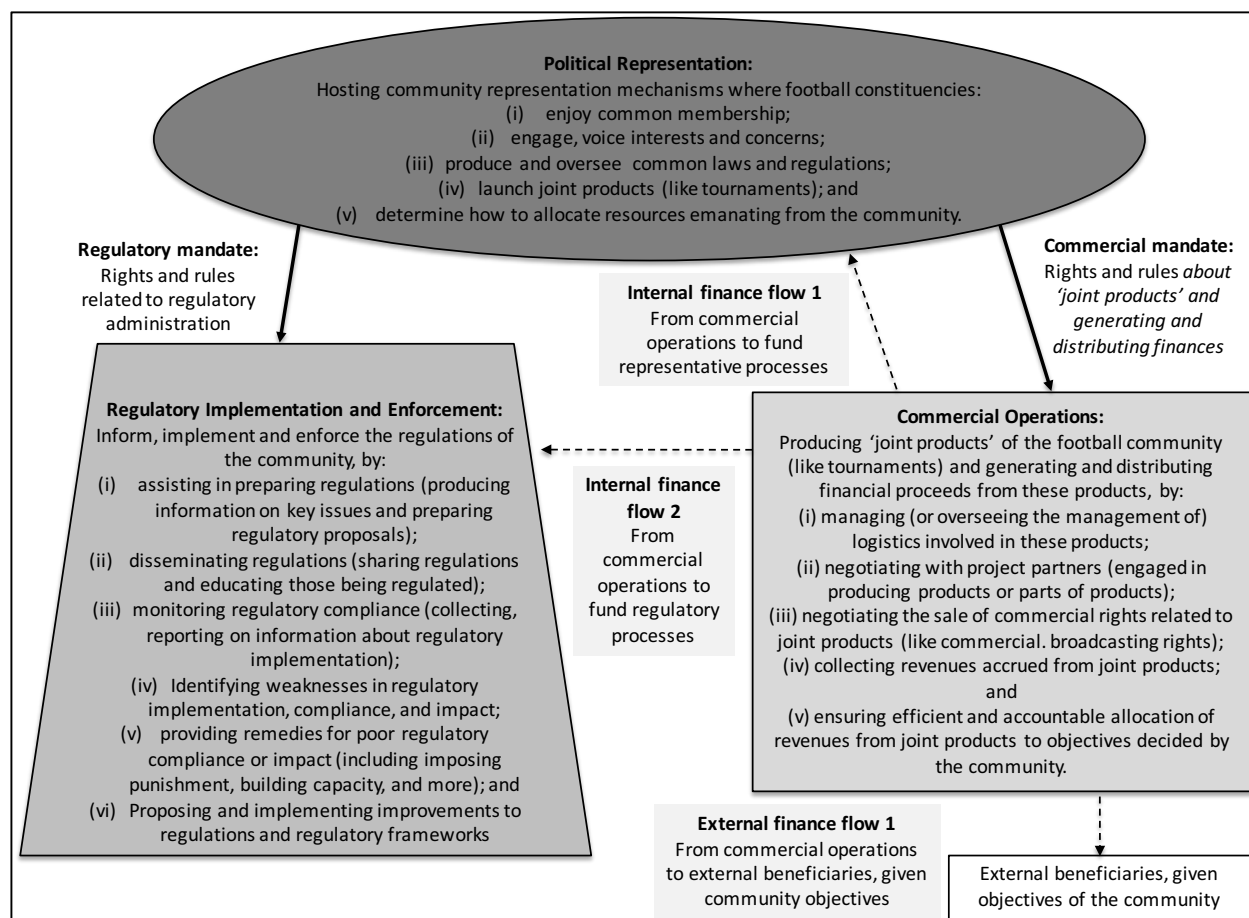 Political Representation:
Hosting community representation mechanisms where football constituencies:
(i) enjoy common membership;
(ii) engage, voice interests and concerns;
(iii) produce and oversee common laws and regulations;
(iv) launch joint products (like tournaments); and
(v) determine how to allocate resources emanating from the community.
Regulatory mandate:
Rights and rules
related to regulatory
administration
Internal finance flow 1
From commercial
operations to fund
representative processes
Commercial mandate:
Rights and rules about
‘joint products’ and
generating and
distributing finances
Regulatory Implementation and Enforcement:
Inform, implement and enforce the regulations of
the community, by:
(i) assisting in preparing regulations (producing
information on key issues and preparing
regulatory proposals);
(ii) disseminating regulations (sharing regulations
and educating those being regulated);
(iii) monitoring regulatory compliance (collecting,
reporting on information about regulatory
implementation);
(iv) Identifying weaknesses in regulatory
implementation, compliance, and impact;
(v) providing remedies for poor regulatory
compliance or impact (including imposing
punishment, building capacity, and more); and
(vi) Proposing and implementing improvements to
regulations and regulatory frameworks
Internal finance
flow 2
From
commercial
operations to
fund regulatory
processes
Commercial Operations:
Producing ‘joint products’ of the football community
(like tournaments) and generating and distributing
financial proceeds from these products, by:
(i) managing (or overseeing the management of)
logistics involved in these products;
(ii) negotiating with project partners (engaged in
producing products or parts of products);
(iii) negotiating the sale of commercial rights related to
joint products (like commercial. broadcasting rights);
(iv) collecting revenues accrued from joint products;
and
(v) ensuring efficient and accountable allocation of
revenues from joint products to objectives decided by
the community.
External finance flow 1
From commercial operations
to external beneficiaries, given
community objectives
External beneficiaries, given
objectives of the community